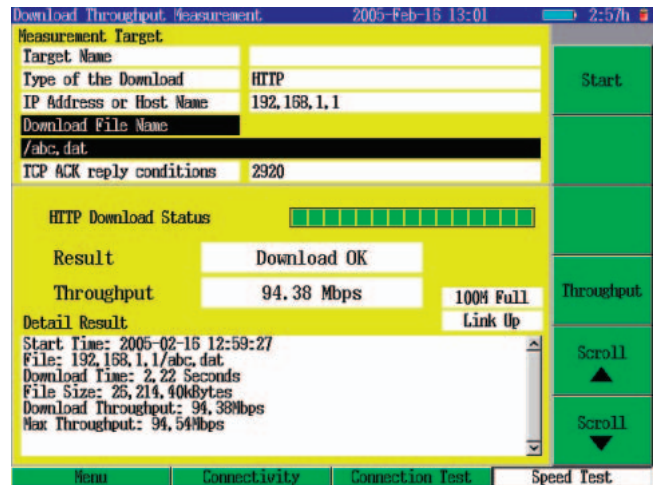 Download Throughput Measurement 2005-Feb-16 13:01 2:57h
Measurement Target
Target Name
Type of the Download HTTP
IP Address or Host Name 192,168,1,1
Download File Name
/abc,dat
TCP ACK reply conditions 2920
HTTP Download Status
Result Download OK
Throughput 94.38 Mbps
100M Full
Detail Result Link Up
Start Time: 2005-02-16 12:59:27
File: 192,168,1,1/abc,dat
Download Time: 2,22 Seconds
File Size: 26,214,40kBytes
Download Throughput: 94,38Mbps
Max Throughput: 94,54Mbps
Start
Throughput
Scroll
Scroll
Menu Connectivity Connection Test Speed Test